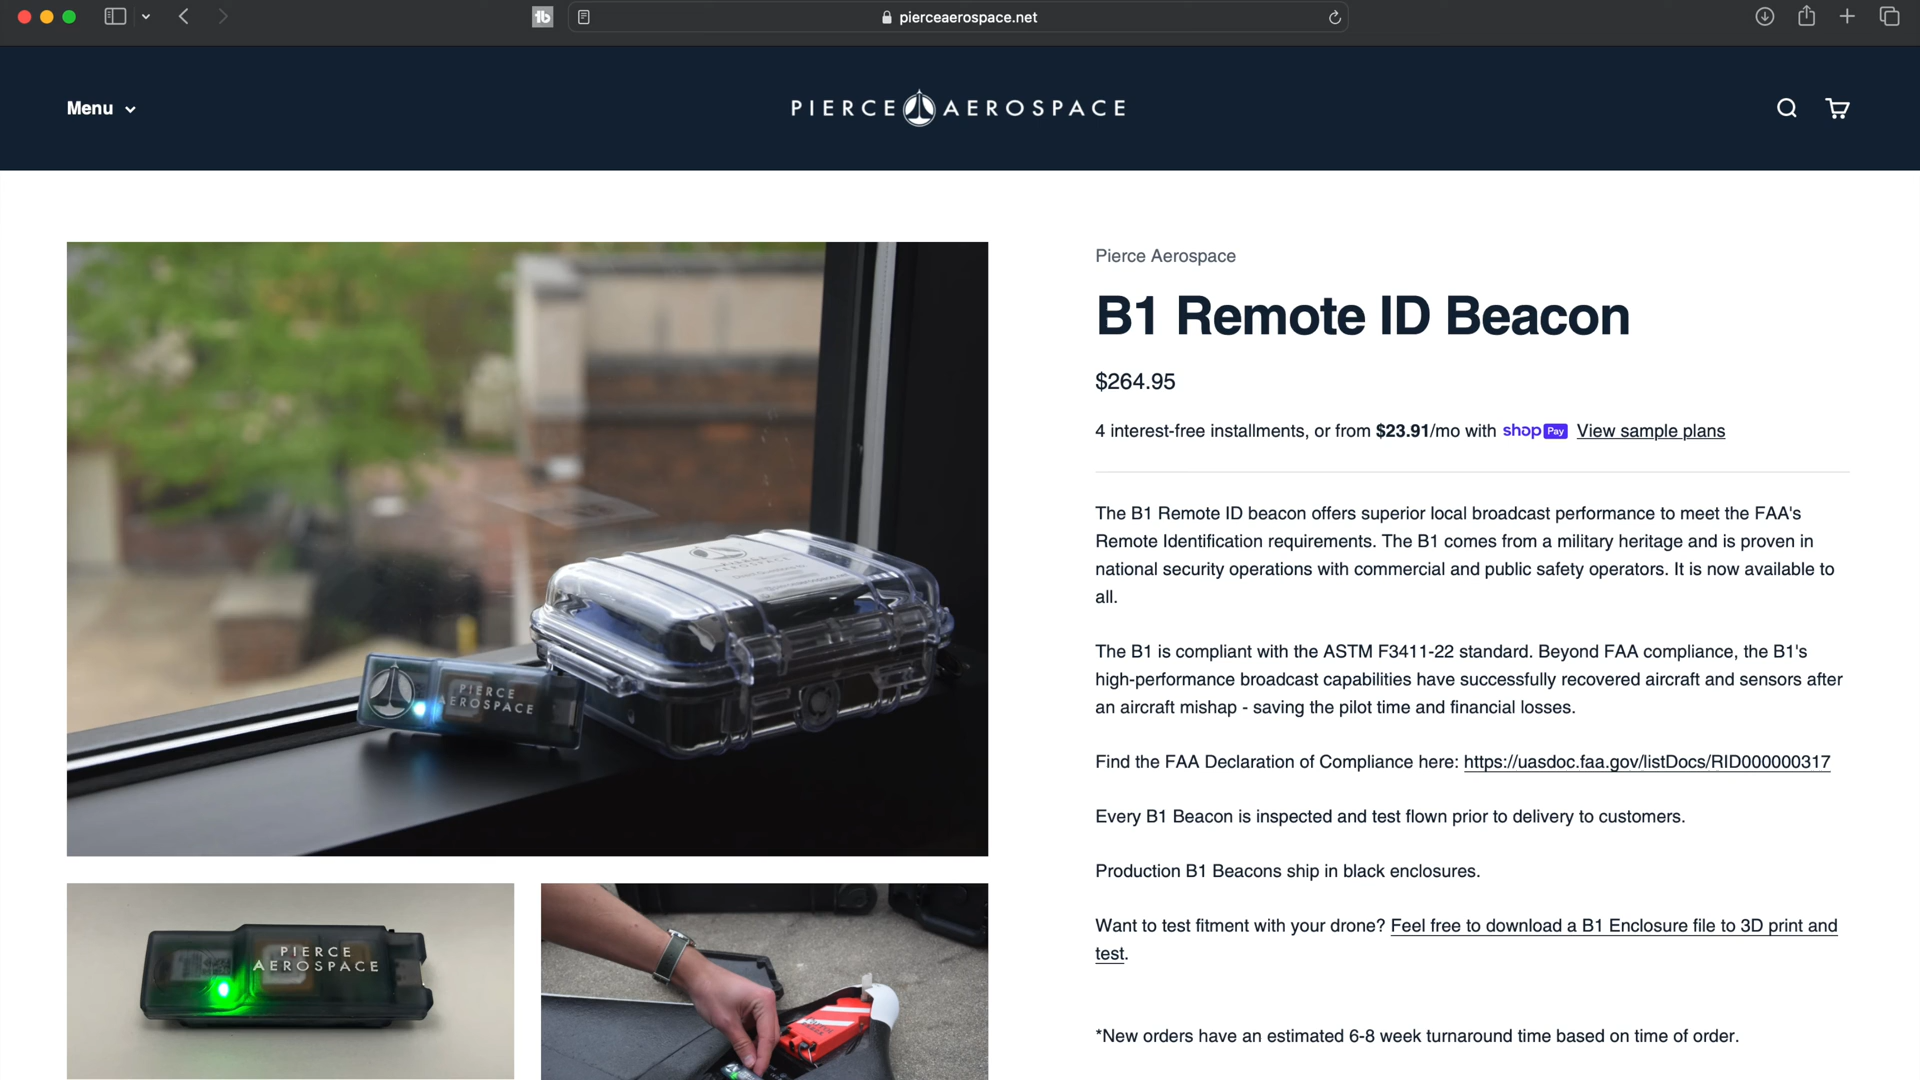 pierceaerospace.net
Menu
PIERCE AEROSPACE
Pierce Aerospace
B1 Remote ID Beacon
$264.95
4 interest-free installments, or from $23.91/mo with shop Pay View sample plans
The B1 Remote ID beacon offers superior local broadcast performance to meet the FAA's
Remote Identification requirements. The B1 comes from a military heritage and is proven in
national security operations with commercial and public safety operators. It is now available to
all.
The B1 is compliant with the ASTM F3411-22 standard. Beyond FAA compliance, the B1's
high-performance broadcast capabilities have successfully recovered aircraft and sensors after
an aircraft mishap - saving the pilot time and financial losses.
Find the FAA Declaration of Compliance here: https://uasdoc.faa.gov/listDocs/RID000000317
Every B1 Beacon is inspected and test flown prior to delivery to customers.
Production B1 Beacons ship in black enclosures.
Want to test fitment with your drone? Feel free to download a B1 Enclosure file to 3D print and
test.
*New orders have an estimated 6-8 week turnaround time based on time of order.
PIERCE
AEROSPACE
PIERCE
AEROSPACE